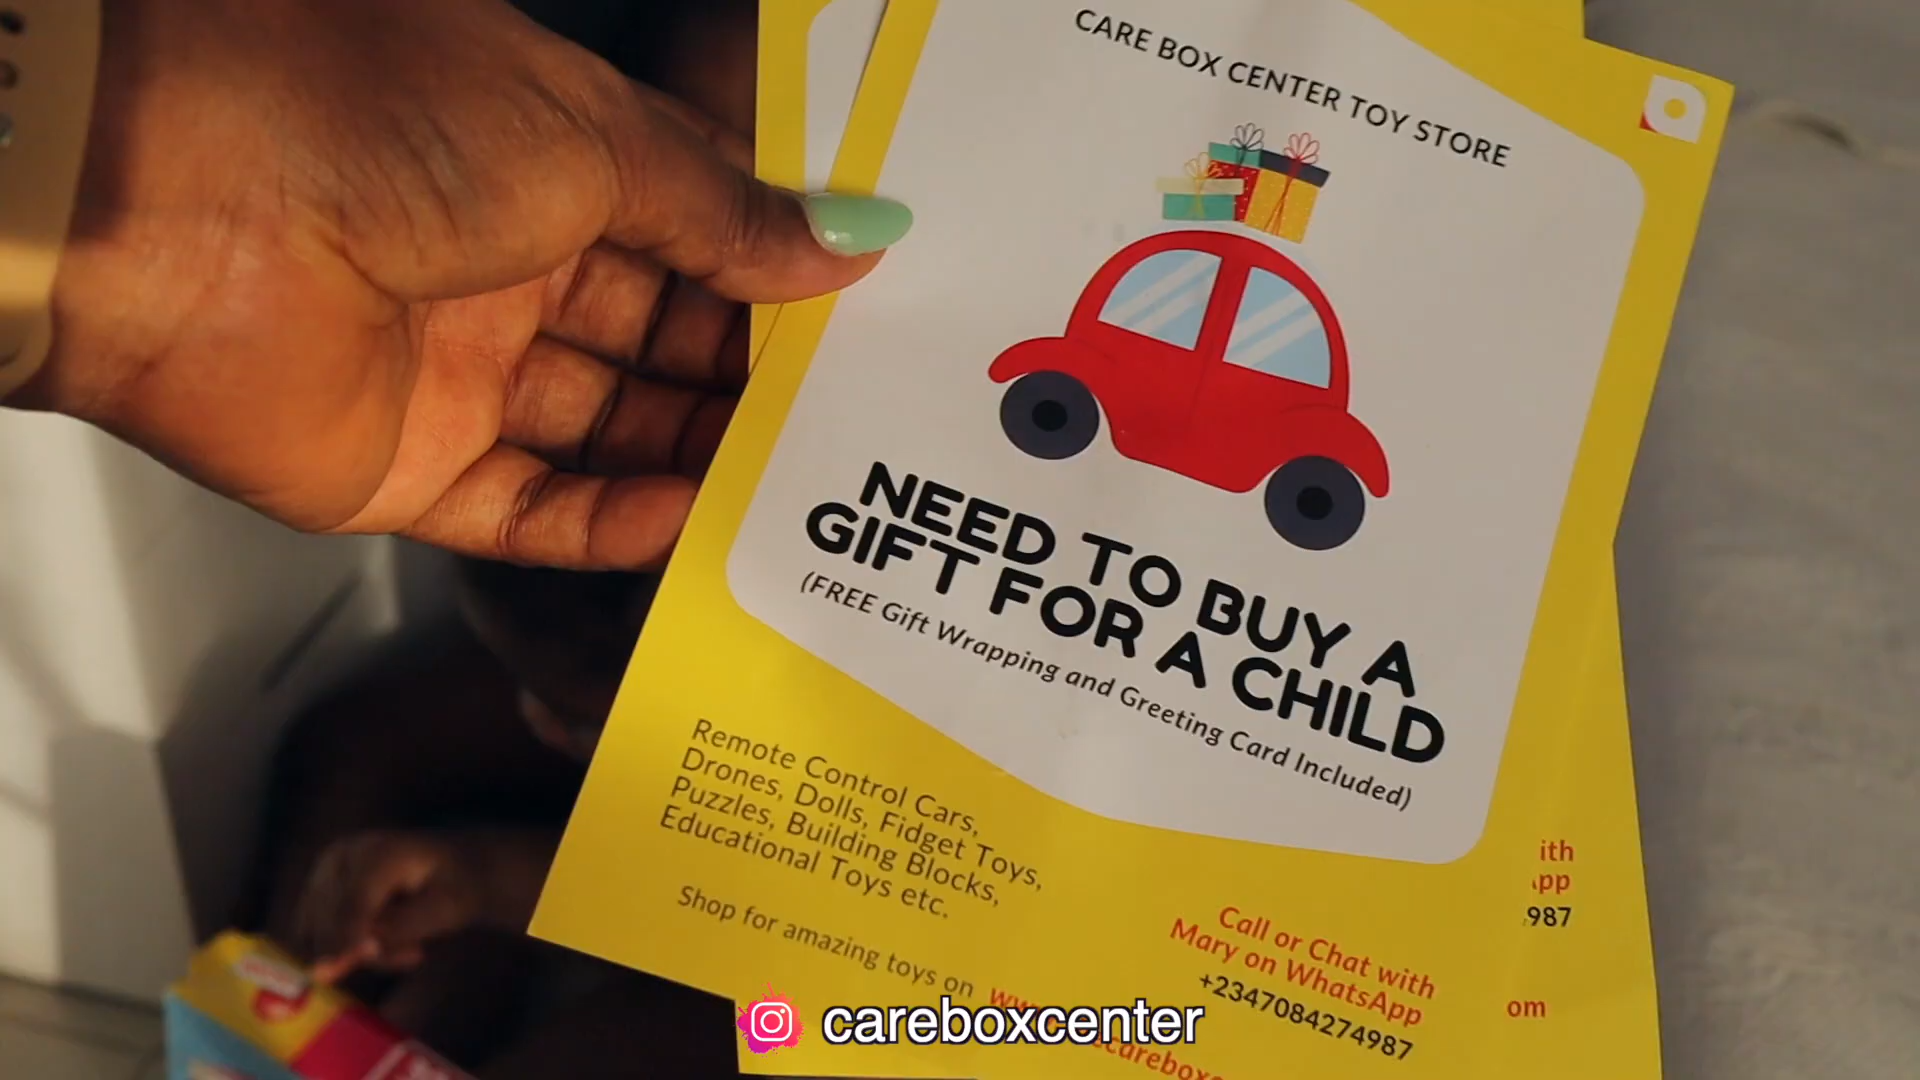 CARE BOX CENTER TOY STORE
NEED TO BUY A
GIFT FOR A CHILD
(FREE Gift Wrapping and Greeting Card Included)
Remote Control Cars,
Drones, Dolls, Fidget Toys,
Puzzles, Building Blocks,
Educational Toys etc.
Shop for amazing toys on
Call or Chat with
Mary on WhatsApp
+2347084274987
ith
pp
987
om
careboxcenter